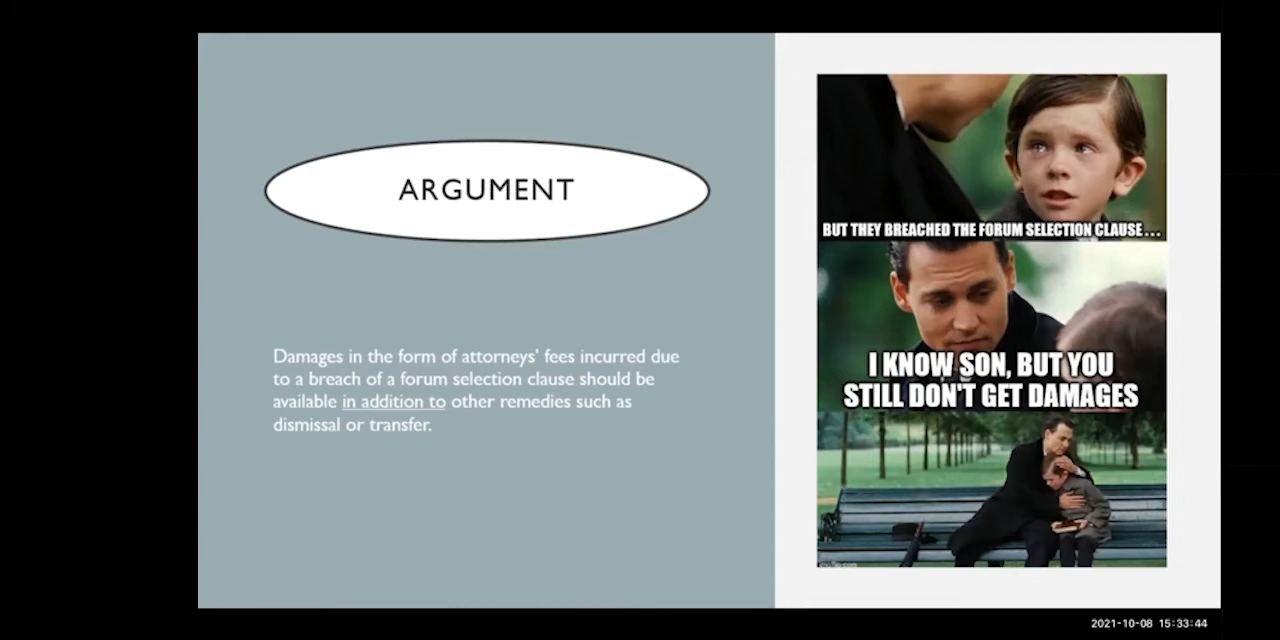 ARGUMENT
Damages in the form of attorneys' fees incurred due
to a breach of a forum selection clause should be
available in addition to other remedies such as
dismissal or transfer.
BUT THEY BREACHED THE FORUM SELECTION CLAUSE...
I KNOW SON, BUT YOU
STILL DON'T GET DAMAGES
imgflip.com
2021-10-08 15:33:44